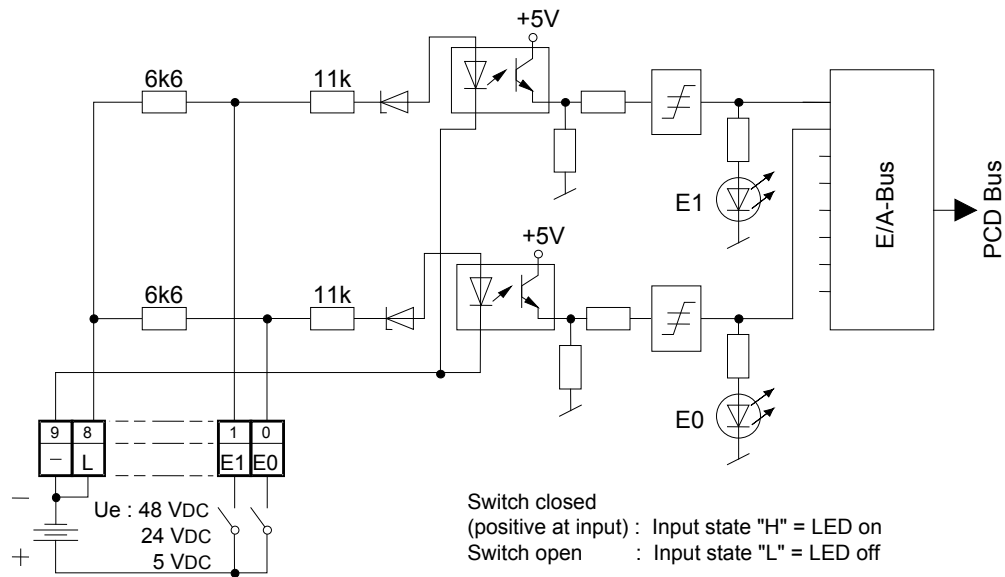 +5V
6k6
11k
E1
E/A-Bus
PCD Bus
+5V
6k6
11k
E0
9 8 1 0
– L E1 E0
–
+
Ue : 48 VDC
24 VDC
5 VDC
Switch closed
(positive at input) : Input state "H" = LED on
Switch open : Input state "L" = LED off